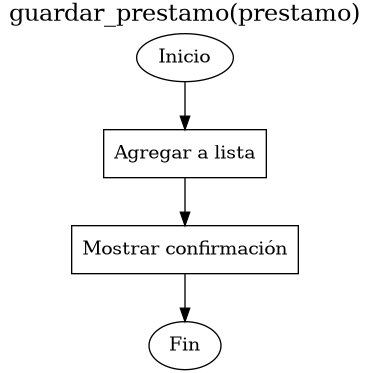 guardar_prestamo(prestamo)
Inicio
Agregar a lista
Mostrar confirmación
Fin